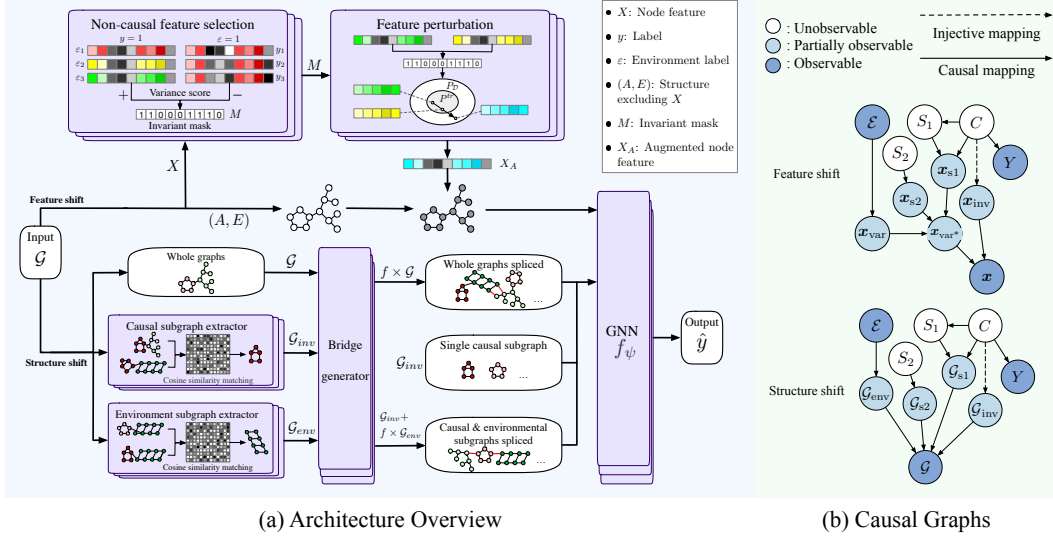 Non-causal feature selection
y = 1
ε = 1
ε₁
y₁
ε₂
y₂
ε₃
y₃
+
Variance score
−
1 1 0 0 0 0 1 1 1 0
M
Invariant mask
M
Feature perturbation
1 1 0 0 0 0 1 1 1 0
X_A
X: Node feature
y: Label
ε: Environment label
(A, E): Structure
excluding X
M: Invariant mask
X_A: Augmented node
feature
X
Feature shift
(A, E)
Input
𝒢
Structure shift
Whole graphs
𝒢
Causal subgraph extractor
Cosine similarity matching
𝒢_inv
Environment subgraph extractor
Cosine similarity matching
𝒢_env
Bridge
generator
f × 𝒢
Whole graphs spliced
...
𝒢_inv
Single causal subgraph
...
𝒢_inv+
f × 𝒢_env
Causal & environmental
subgraphs spliced
...
GNN
f_ψ
Output
ŷ
(a) Architecture Overview
: Unobservable
: Partially observable
: Observable
Injective mapping
Causal mapping
Feature shift
ℰ
S₁
C
S₂
Y
x_s1
x_s2
x_inv
x_var
x_var*
x
Structure shift
ℰ
S₁
C
S₂
Y
𝒢_s1
𝒢_env
𝒢_s2
𝒢_inv
𝒢
(b) Causal Graphs